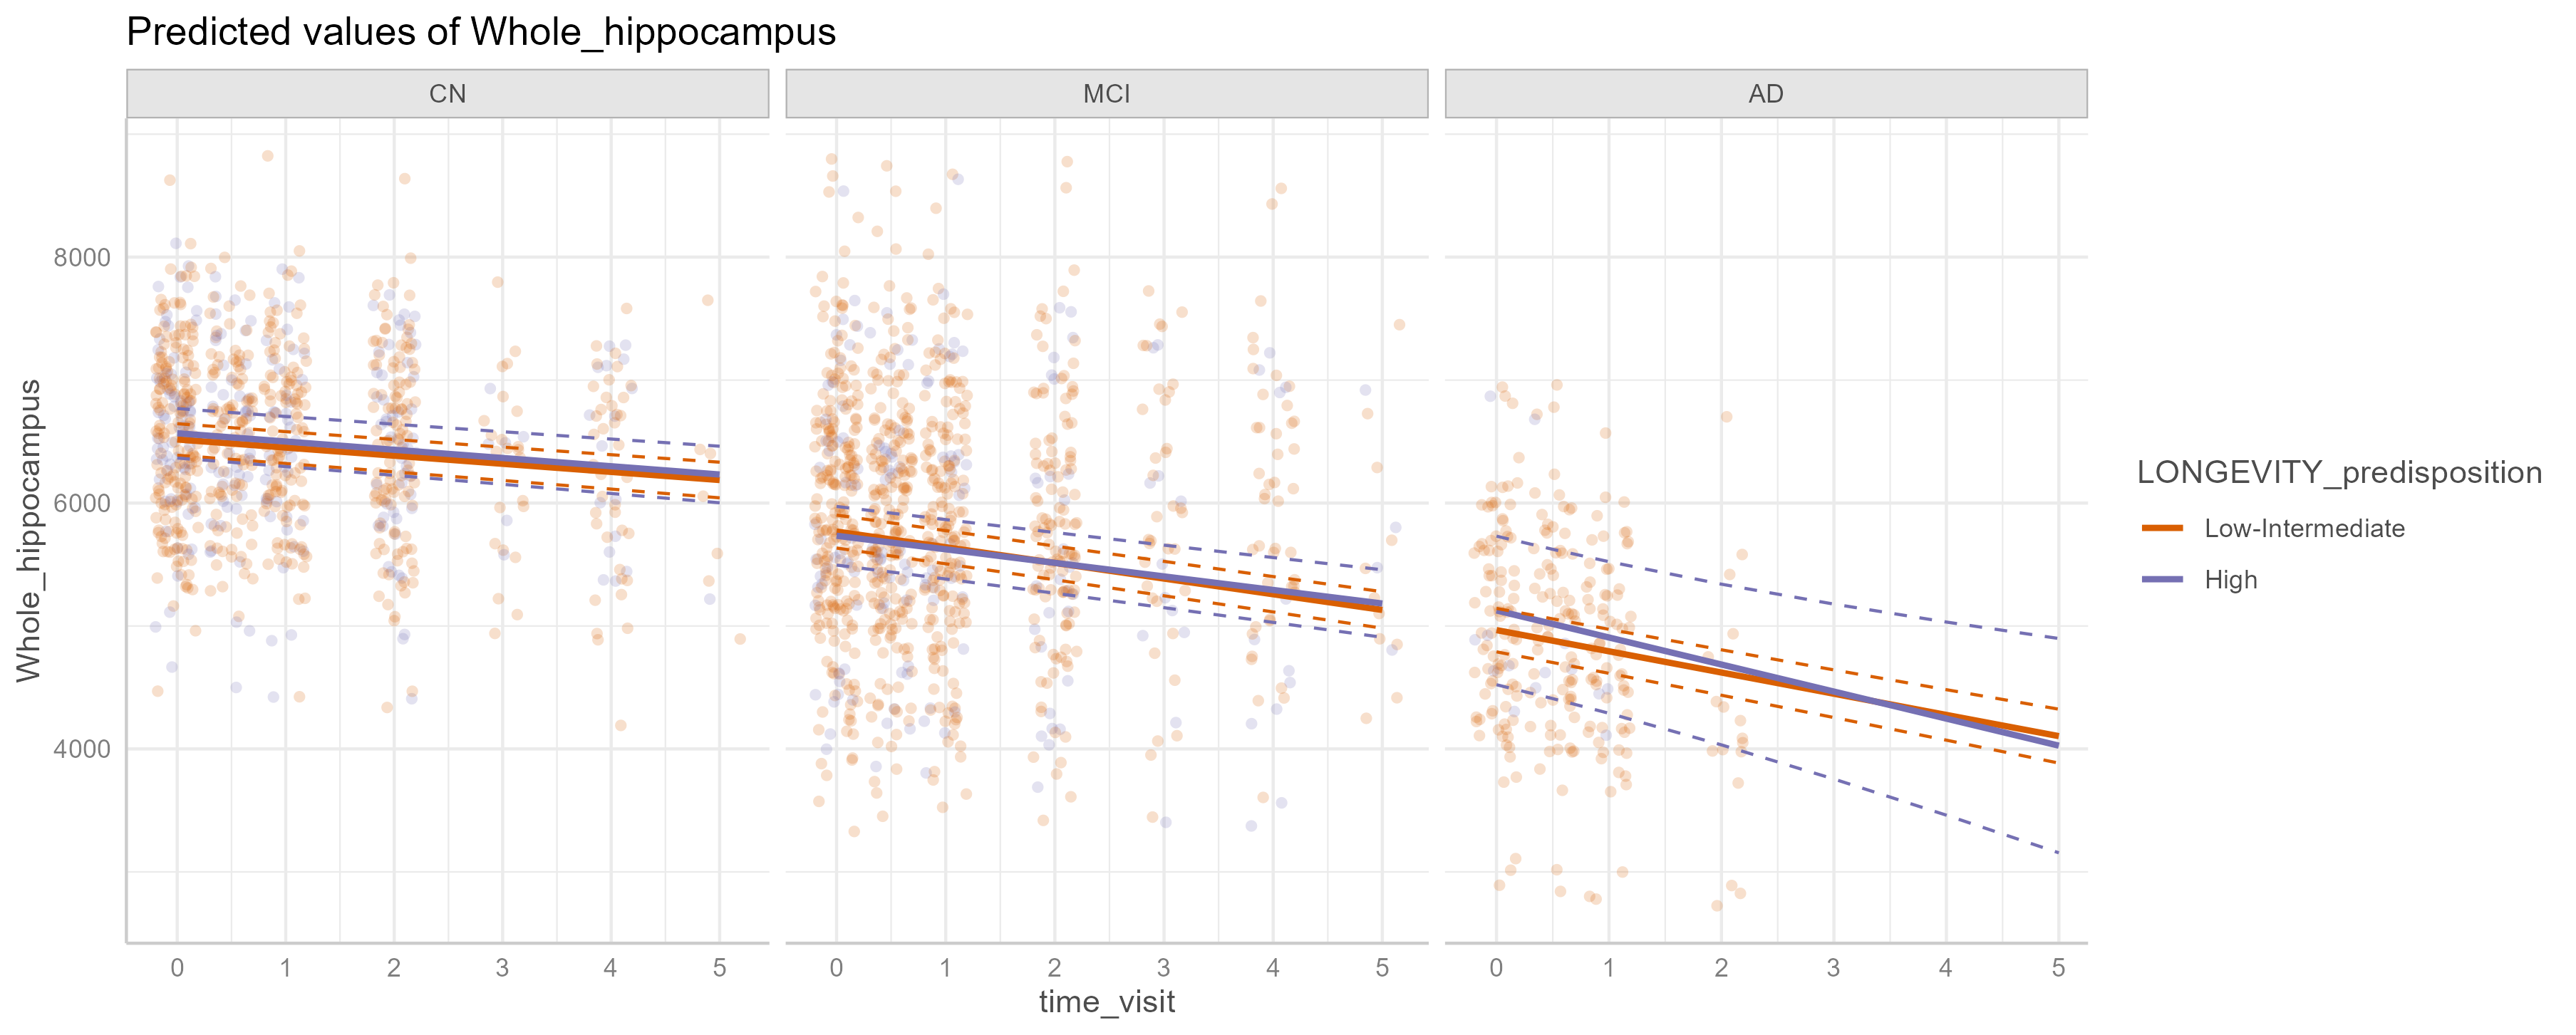 Predicted values of Whole_hippocampus
CN
MCI
AD
Whole_hippocampus
8000
6000
4000
0 1 2 3 4 5
0 1 2 3 4 5
0 1 2 3 4 5
time_visit
LONGEVITY_predisposition
Low-Intermediate
High